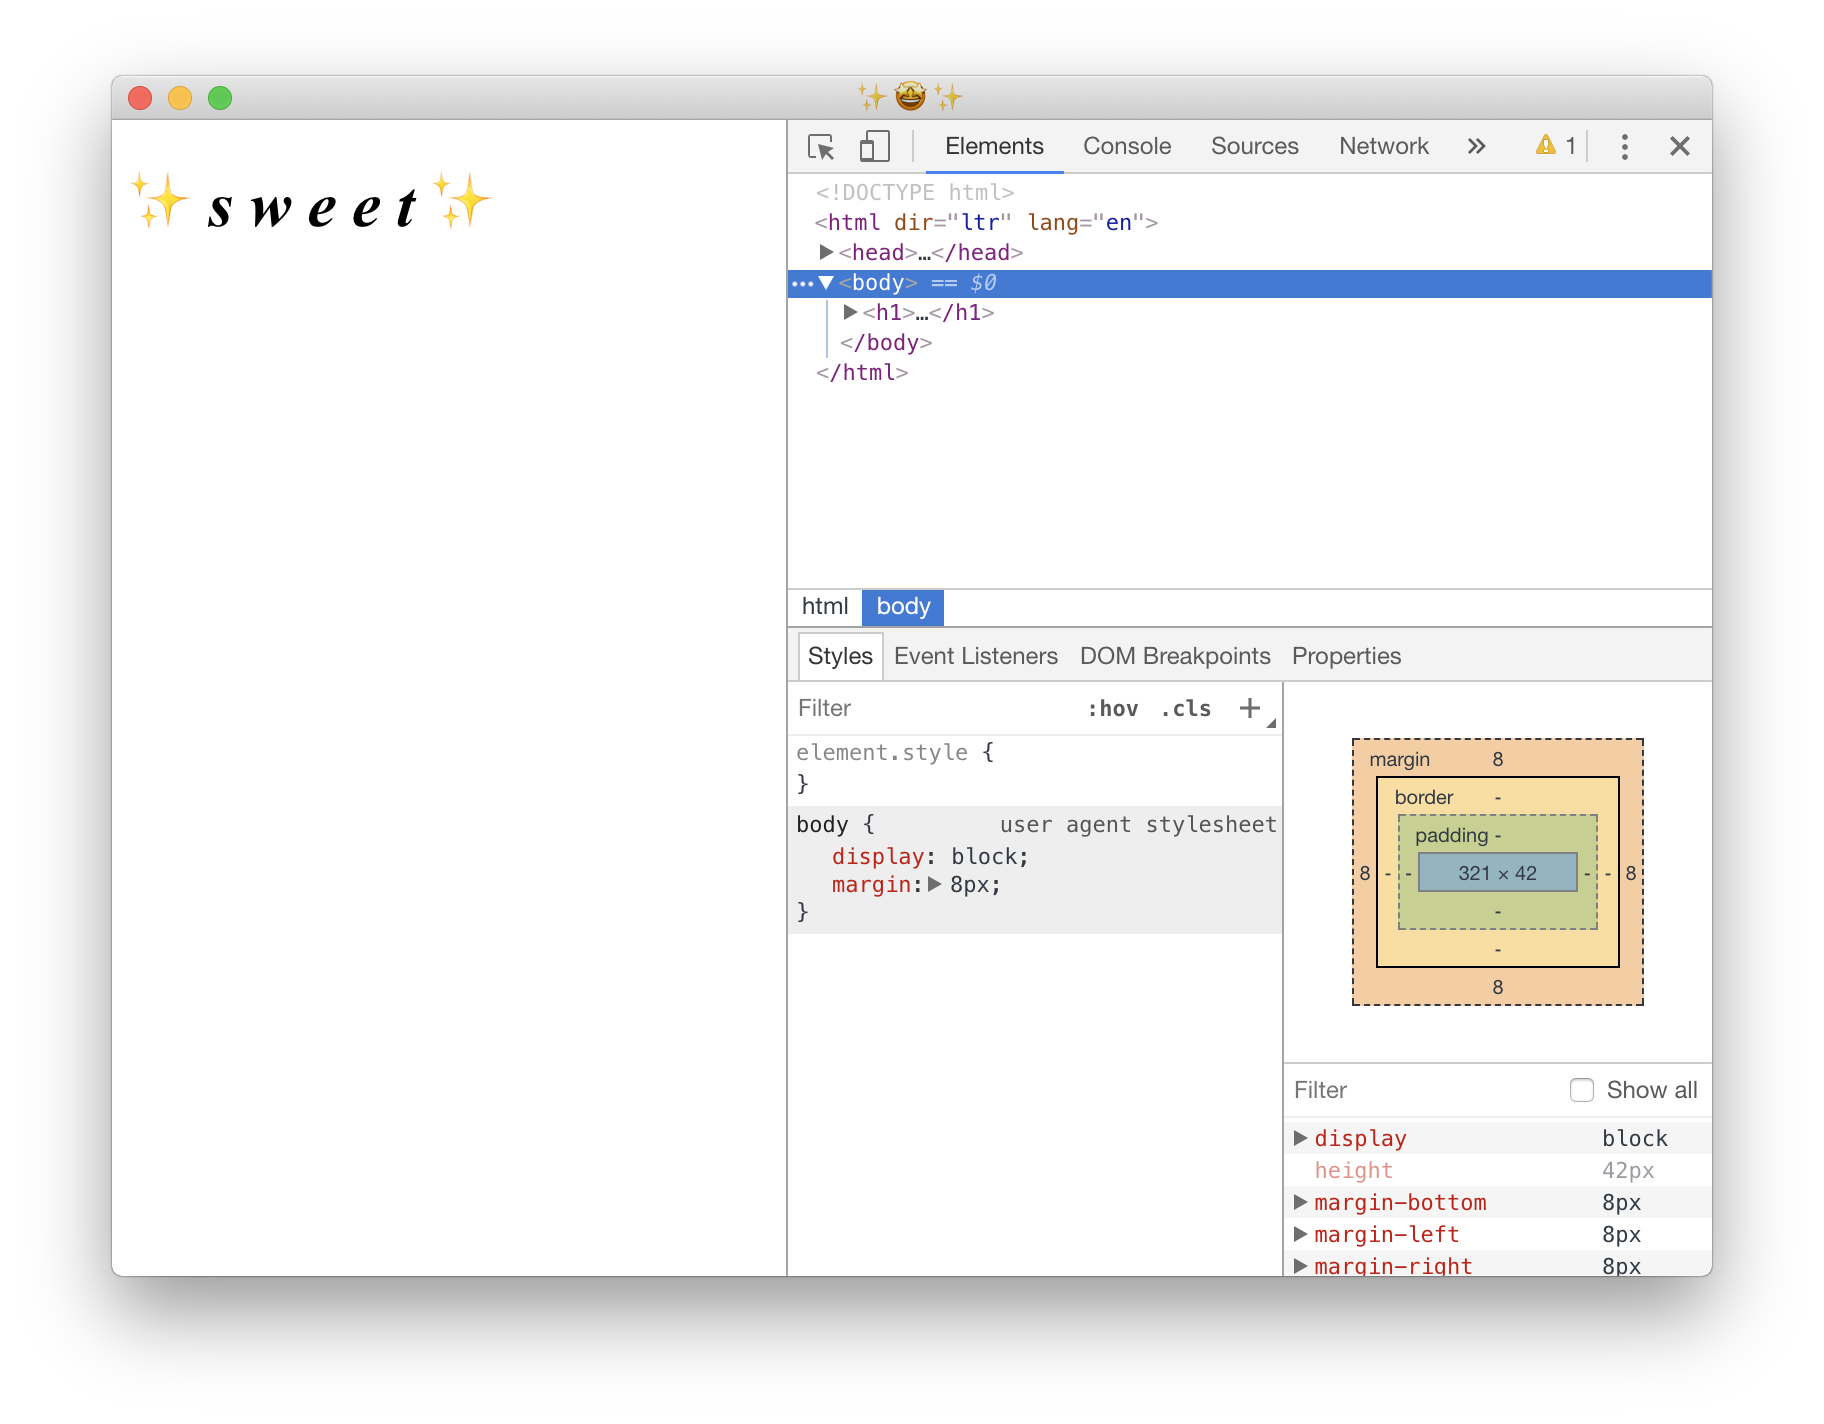 ✨🤩✨
✨ s w e e t ✨
Elements Console Sources Network » 1
<!DOCTYPE html>
<html dir="ltr" lang="en">
▶<head>…</head>
…▼<body> == $0
▶<h1>…</h1>
</body>
</html>
html body
Styles Event Listeners DOM Breakpoints Properties
Filter :hov .cls +
element.style {
}
body { user agent stylesheet
display: block;
margin:▶ 8px;
}
margin 8
border -
padding -
8 - - 321 × 42 - - 8
-
-
8
Filter Show all
▶ display block
height 42px
▶ margin-bottom 8px
▶ margin-left 8px
▶ margin-right 8px